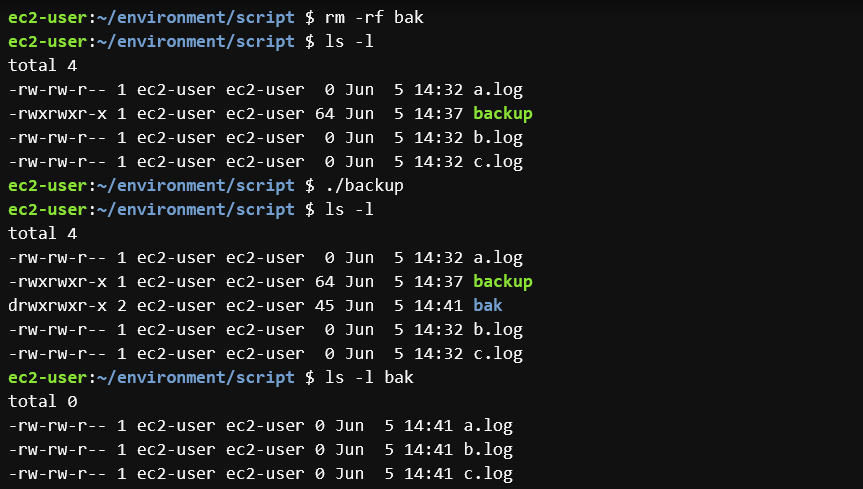 ec2-user:~/environment/script $ rm -rf bak
ec2-user:~/environment/script $ ls -l
total 4
-rw-rw-r-- 1 ec2-user ec2-user  0 Jun  5 14:32 a.log
-rwxrwxr-x 1 ec2-user ec2-user 64 Jun  5 14:37 backup
-rw-rw-r-- 1 ec2-user ec2-user  0 Jun  5 14:32 b.log
-rw-rw-r-- 1 ec2-user ec2-user  0 Jun  5 14:32 c.log
ec2-user:~/environment/script $ ./backup
ec2-user:~/environment/script $ ls -l
total 4
-rw-rw-r-- 1 ec2-user ec2-user  0 Jun  5 14:32 a.log
-rwxrwxr-x 1 ec2-user ec2-user 64 Jun  5 14:37 backup
drwxrwxr-x 2 ec2-user ec2-user 45 Jun  5 14:41 bak
-rw-rw-r-- 1 ec2-user ec2-user  0 Jun  5 14:32 b.log
-rw-rw-r-- 1 ec2-user ec2-user  0 Jun  5 14:32 c.log
ec2-user:~/environment/script $ ls -l bak
total 0
-rw-rw-r-- 1 ec2-user ec2-user 0 Jun  5 14:41 a.log
-rw-rw-r-- 1 ec2-user ec2-user 0 Jun  5 14:41 b.log
-rw-rw-r-- 1 ec2-user ec2-user 0 Jun  5 14:41 c.log